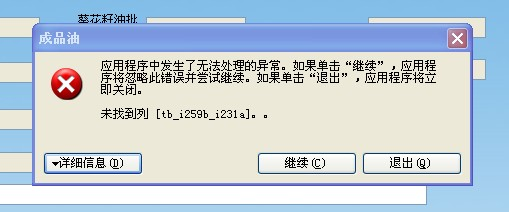 葵花籽油批
成品油
应用程序中发生了无法处理的异常。如果单击“继续”，应用程
序将忽略此错误并尝试继续。如果单击“退出”，应用程序将立
即关闭。
未找到列 [tb_i259b_i231a]。。
详细信息(D)
继续(C)
退出(Q)